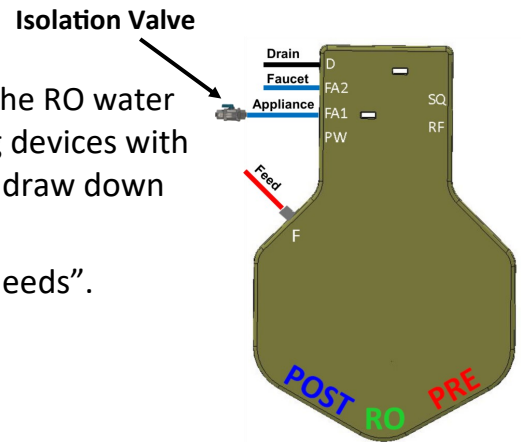 Isolation Valve
he RO water
g devices with
draw down
eeds”.
Drain
Faucet
Appliance
Feed
D
FA2
FA1
PW
SQ
RF
F
POST RO PRE